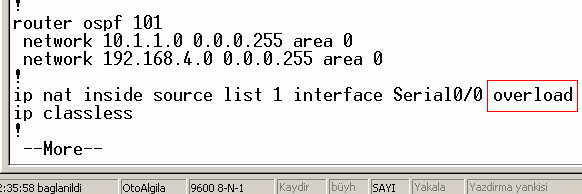 !
router ospf 101
network 10.1.1.0 0.0.0.255 area 0
network 192.168.4.0 0.0.0.255 area 0
!
ip nat inside source list 1 interface Serial0/0 overload
ip classless
!
--More--
2:35:58 baglanildi OtoAlgila 9600 8-N-1 Kaydir büyh SAYI Yakala Yazdirma yankisi